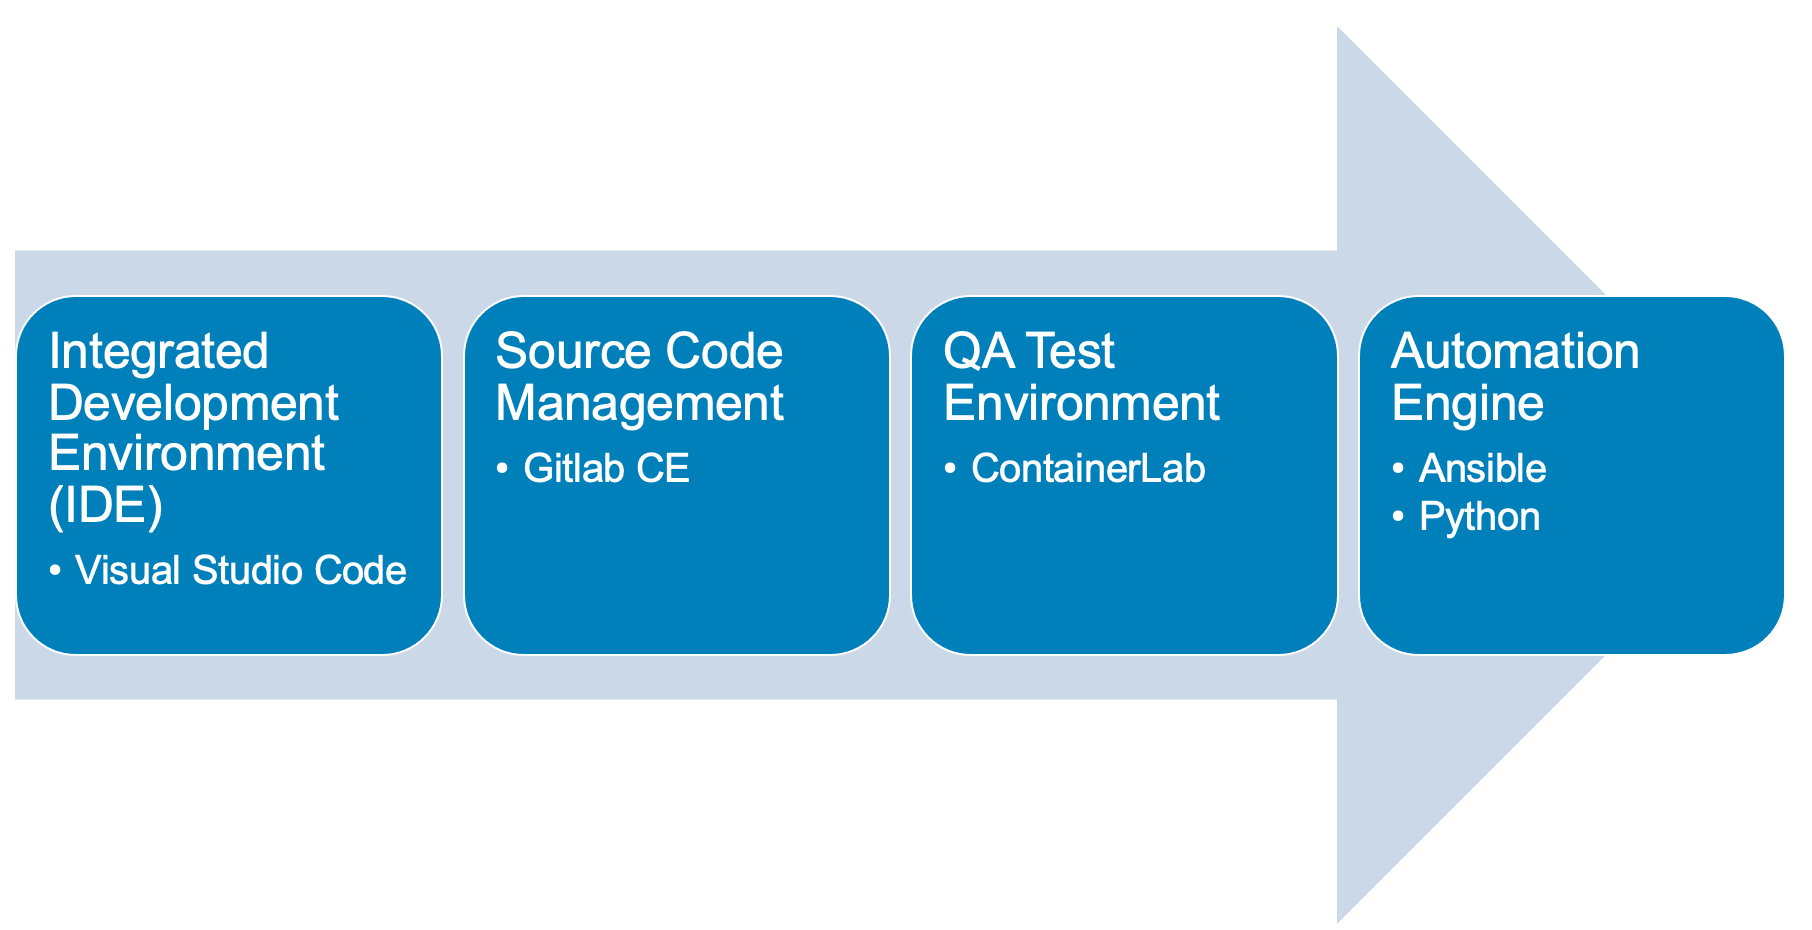 Integrated
Development
Environment
(IDE)
• Visual Studio Code
Source Code
Management
• Gitlab CE
QA Test
Environment
• ContainerLab
Automation
Engine
• Ansible
• Python